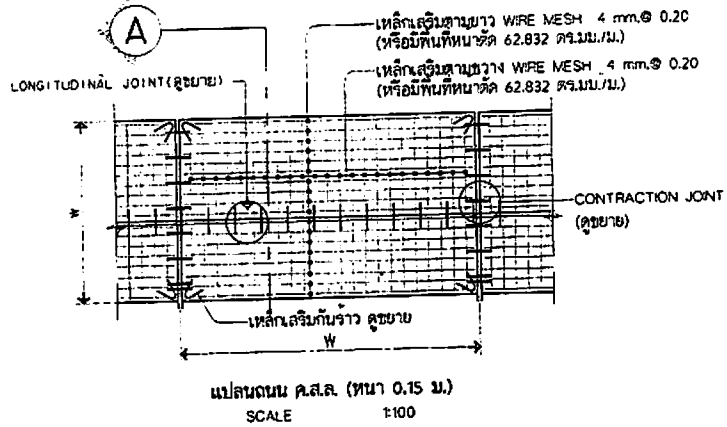 A
เหล็กเสริมตามยาว WIRE MESH 4 mm.@ 0.20
(หรือมีพื้นที่หน้าตัด 62.832 ตร.มม./ม.)
เหล็กเสริมตามขวาง WIRE MESH 4 mm.@ 0.20
(หรือมีพื้นที่หน้าตัด 62.832 ตร.มม./ม.)
LONGITUDINAL JOINT(ดูขยาย)
W
CONTRACTION JOINT
(ดูขยาย)
เหล็กเสริมกันร้าว ดูขยาย
W
แปลนถนน ค.ส.ล. (หนา 0.15 ม.)
SCALE 1:100